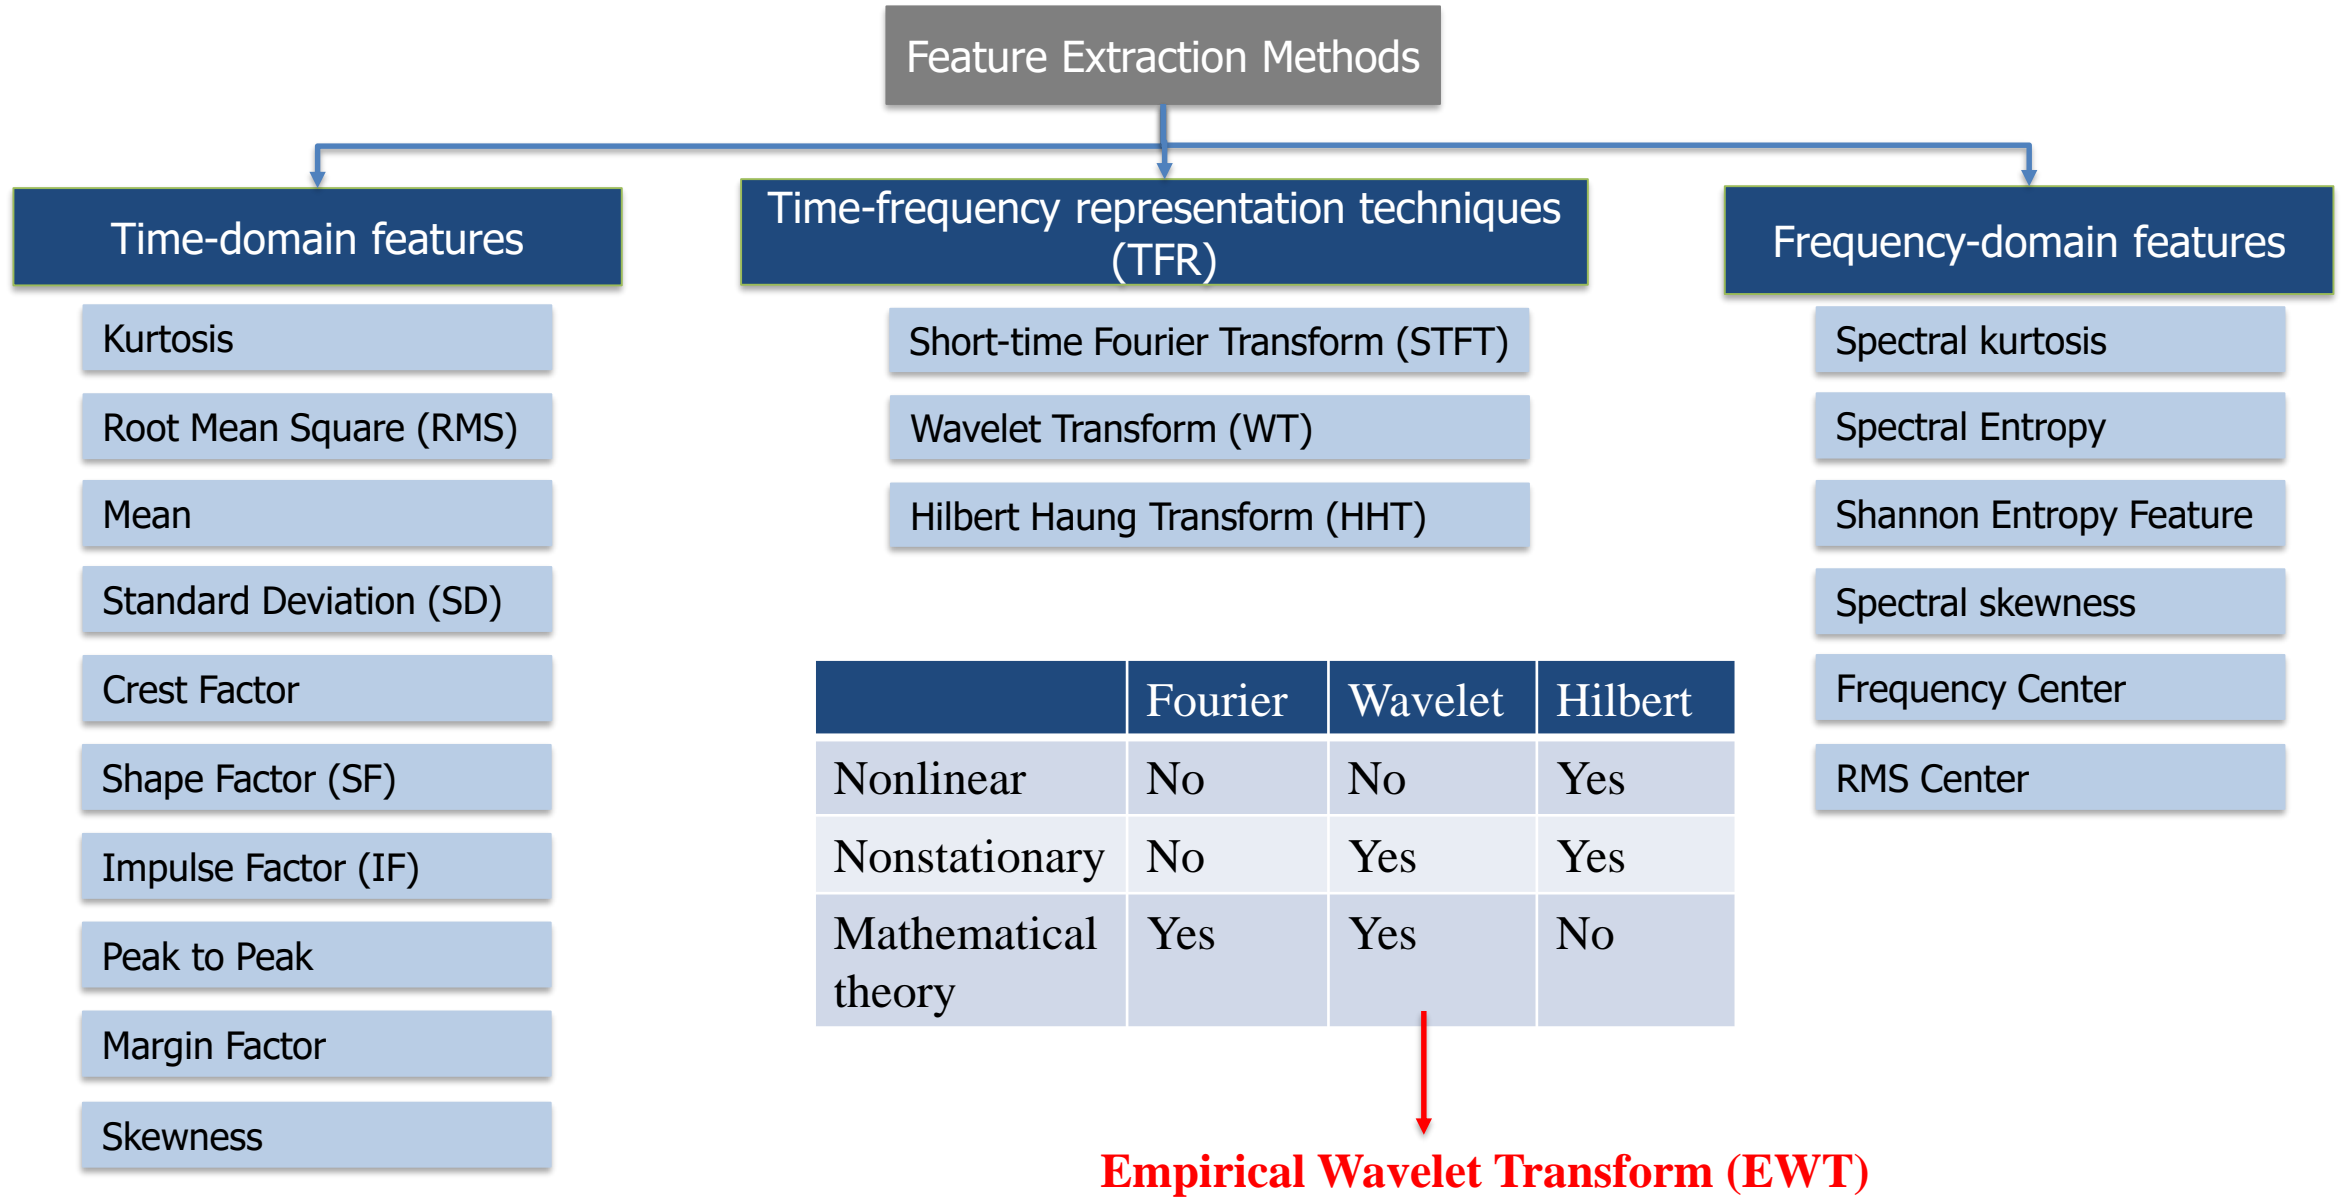 Feature Extraction Methods
Time-domain features
Kurtosis
Root Mean Square (RMS)
Mean
Standard Deviation (SD)
Crest Factor
Shape Factor (SF)
Impulse Factor (IF)
Peak to Peak
Margin Factor
Skewness
Time-frequency representation techniques
(TFR)
Short-time Fourier Transform (STFT)
Wavelet Transform (WT)
Hilbert Haung Transform (HHT)
Fourier Wavelet Hilbert
Nonlinear No No Yes
Nonstationary No Yes Yes
Mathematical Yes Yes No
theory
Empirical Wavelet Transform (EWT)
Frequency-domain features
Spectral kurtosis
Spectral Entropy
Shannon Entropy Feature
Spectral skewness
Frequency Center
RMS Center